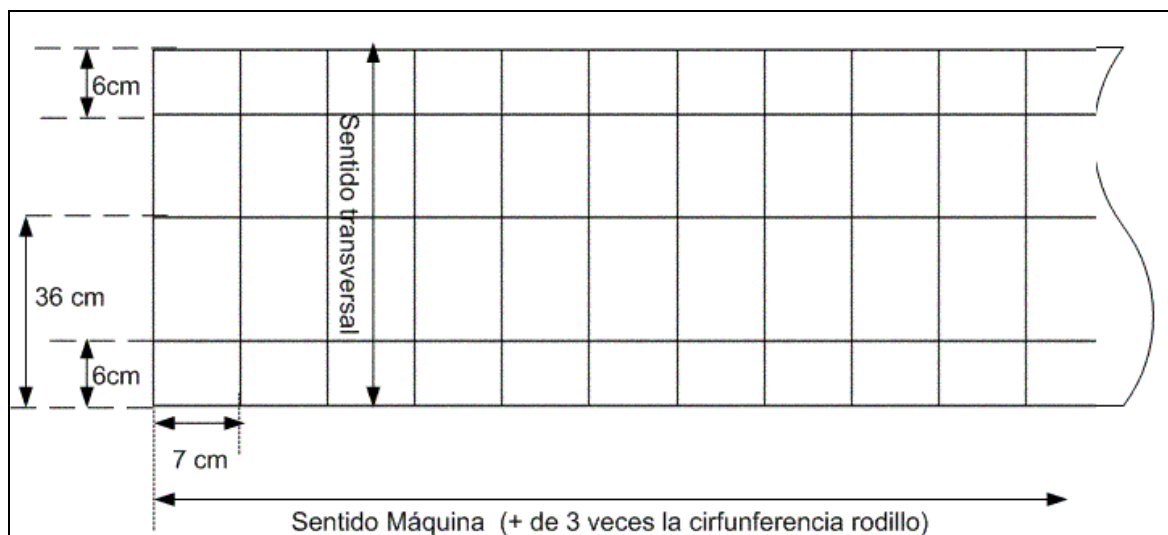 6cm
Sentido transversal
36 cm
6cm
7 cm
Sentido Máquina (+ de 3 veces la cirfunferencia rodillo)